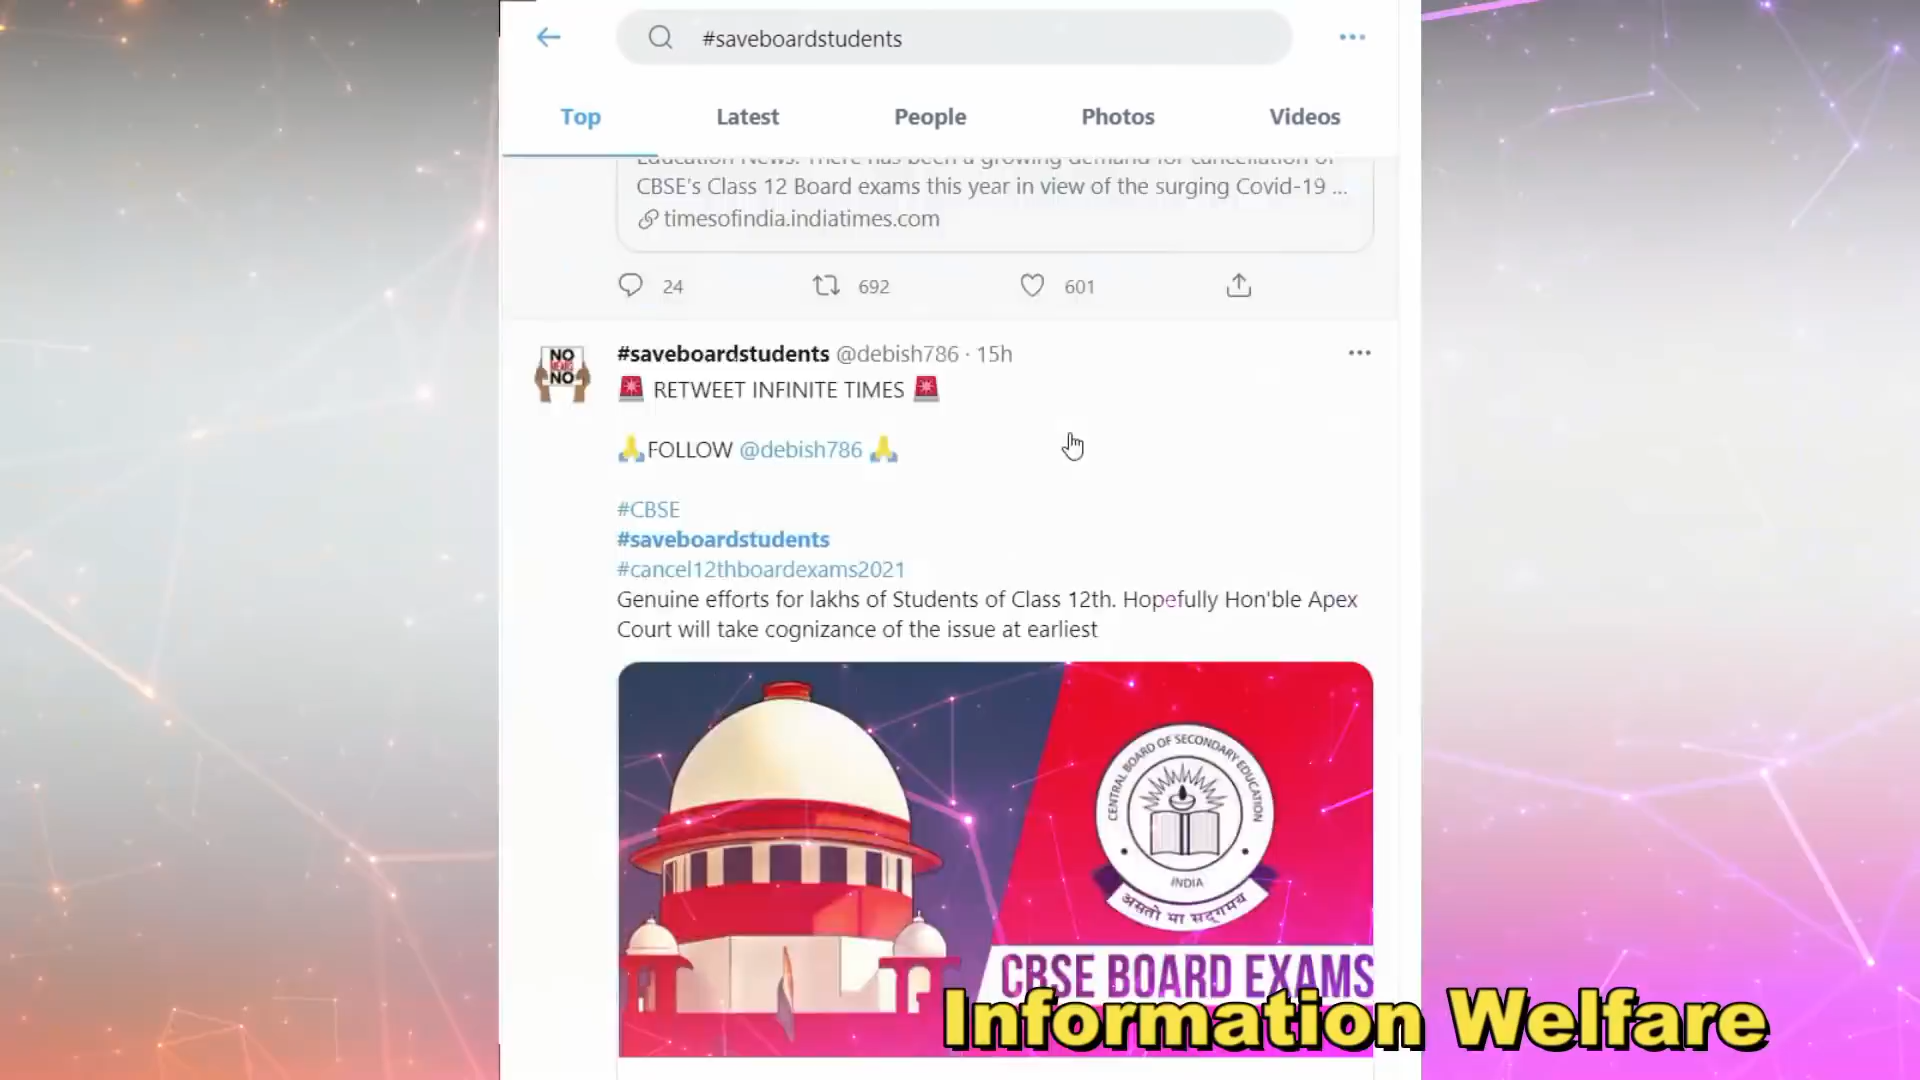 #saveboardstudents
Top Latest People Photos Videos
Education News: There has been a growing demand for cancellation of
CBSE's Class 12 Board exams this year in view of the surging Covid-19 ...
timesofindia.indiatimes.com
24 692 601
#saveboardstudents @debish786 · 15h
🚨 RETWEET INFINITE TIMES 🚨
🙏FOLLOW @debish786 🙏
#CBSE
#saveboardstudents
#cancel12thboardexams2021
Genuine efforts for lakhs of Students of Class 12th. Hopefully Hon'ble Apex
Court will take cognizance of the issue at earliest
NO
MEANS
NO
CENTRAL BOARD OF SECONDARY EDUCATION
INDIA
असतो मा सद्गमय
CBSE BOARD EXAMS
Information Welfare